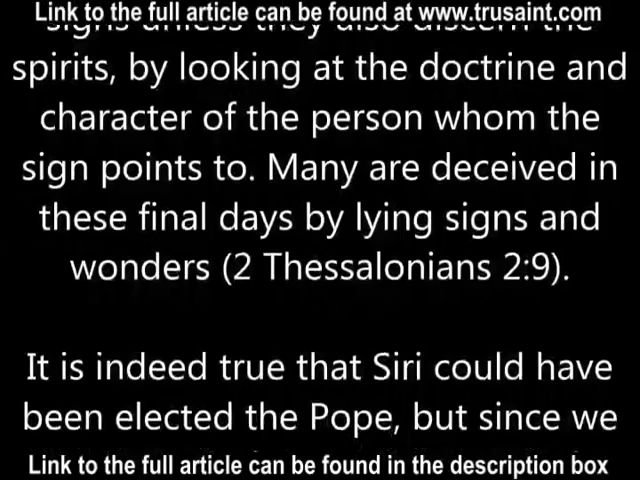 Link to the full article can be found at www.trusaint.com
signs unless they also discern the
spirits, by looking at the doctrine and
character of the person whom the
sign points to. Many are deceived in
these final days by lying signs and
wonders (2 Thessalonians 2:9).
It is indeed true that Siri could have
been elected the Pope, but since we
Link to the full article can be found in the description box